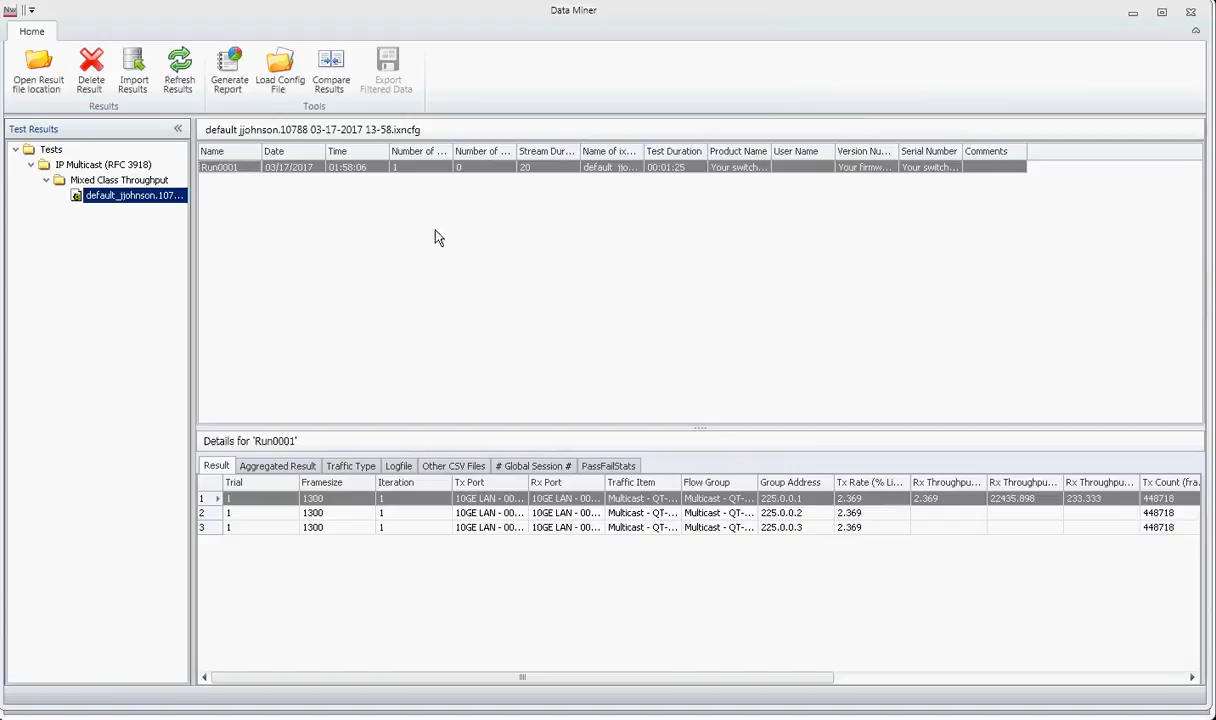 Nw
Data Miner
Home
Open Result file location
Delete Result
Import Results
Refresh Results
Generate Report
Load Config File
Compare Results
Export Filtered Data
Results
Tools
Test Results
Tests
IP Multicast (RFC 3918)
Mixed Class Throughput
default_jjohnson.107...
default jjohnson.10788 03-17-2017 13-58.ixncfg
Name Date Time Number of ... Number of ... Stream Dur... Name of ix... Test Duration Product Name User Name Version Nu... Serial Number Comments
Run0001 03/17/2017 01:58:06 1 0 20 default_jjo... 00:01:25 Your switch... Your firmw... Your switch...
Details for 'Run0001'
Result Aggregated Result Traffic Type Logfile Other CSV Files # Global Session # PassFailStats
Trial Framesize Iteration Tx Port Rx Port Traffic Item Flow Group Group Address Tx Rate (% Li... Rx Throughpu... Rx Throughpu... Rx Throughpu... Tx Count (fra...
1 1 1300 1 10GE LAN - 00... 10GE LAN - 00... Multicast - QT-... Multicast - QT-... 225.0.0.1 2.369 2.369 22435.898 233.333 448718
2 1 1300 1 10GE LAN - 00... 10GE LAN - 00... Multicast - QT-... Multicast - QT-... 225.0.0.2 2.369 448718
3 1 1300 1 10GE LAN - 00... 10GE LAN - 00... Multicast - QT-... Multicast - QT-... 225.0.0.3 2.369 448718